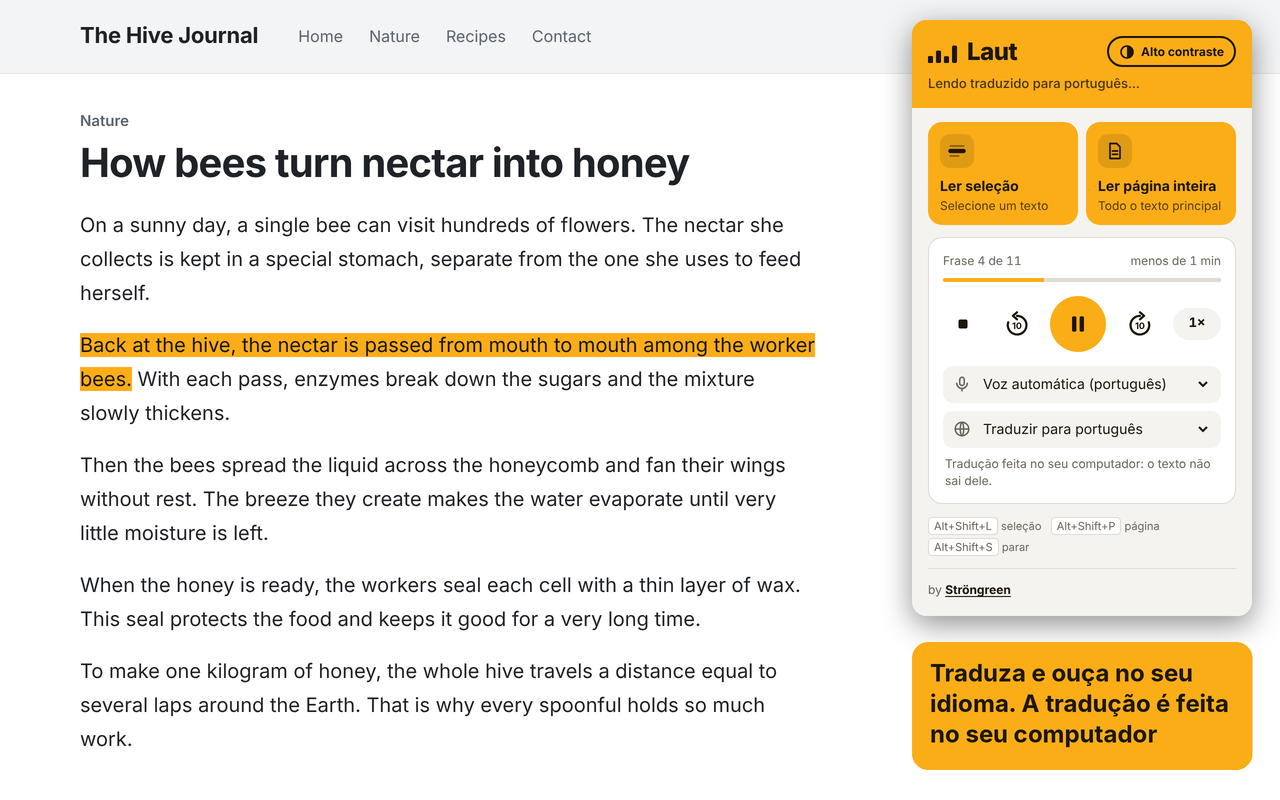 The Hive Journal
Home
Nature
Recipes
Contact
Nature
How bees turn nectar into honey
On a sunny day, a single bee can visit hundreds of flowers. The nectar she
collects is kept in a special stomach, separate from the one she uses to feed
herself.
Back at the hive, the nectar is passed from mouth to mouth among the worker
bees. With each pass, enzymes break down the sugars and the mixture
slowly thickens.
Then the bees spread the liquid across the honeycomb and fan their wings
without rest. The breeze they create makes the water evaporate until very
little moisture is left.
When the honey is ready, the workers seal each cell with a thin layer of wax.
This seal protects the food and keeps it good for a very long time.
To make one kilogram of honey, the whole hive travels a distance equal to
several laps around the Earth. That is why every spoonful holds so much
work.
Laut
Alto contraste
Lendo traduzido para português...
Ler seleção
Selecione um texto
Ler página inteira
Todo o texto principal
Frase 4 de 11
menos de 1 min
10
10
1×
Voz automática (português)
Traduzir para português
Tradução feita no seu computador: o texto não
sai dele.
Alt+Shift+L seleção Alt+Shift+P página
Alt+Shift+S parar
by Ströngreen
Traduza e ouça no seu
idioma. A tradução é feita
no seu computador